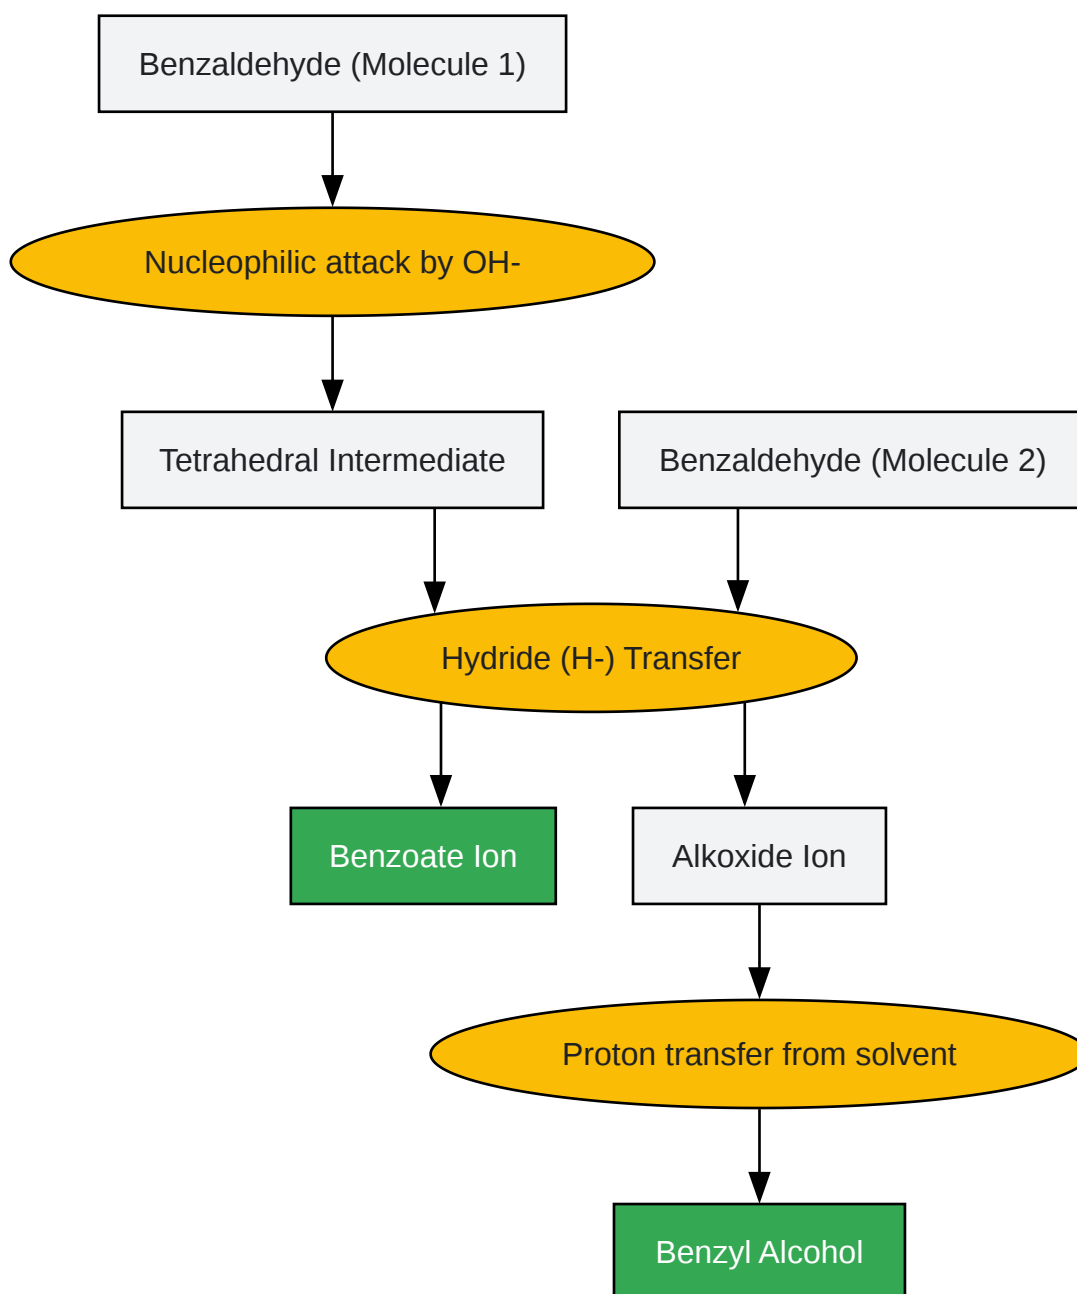 Benzaldehyde (Molecule 1)
Nucleophilic attack by OH-
Tetrahedral Intermediate
Benzaldehyde (Molecule 2)
Hydride (H-) Transfer
Benzoate Ion
Alkoxide Ion
Proton transfer from solvent
Benzyl Alcohol